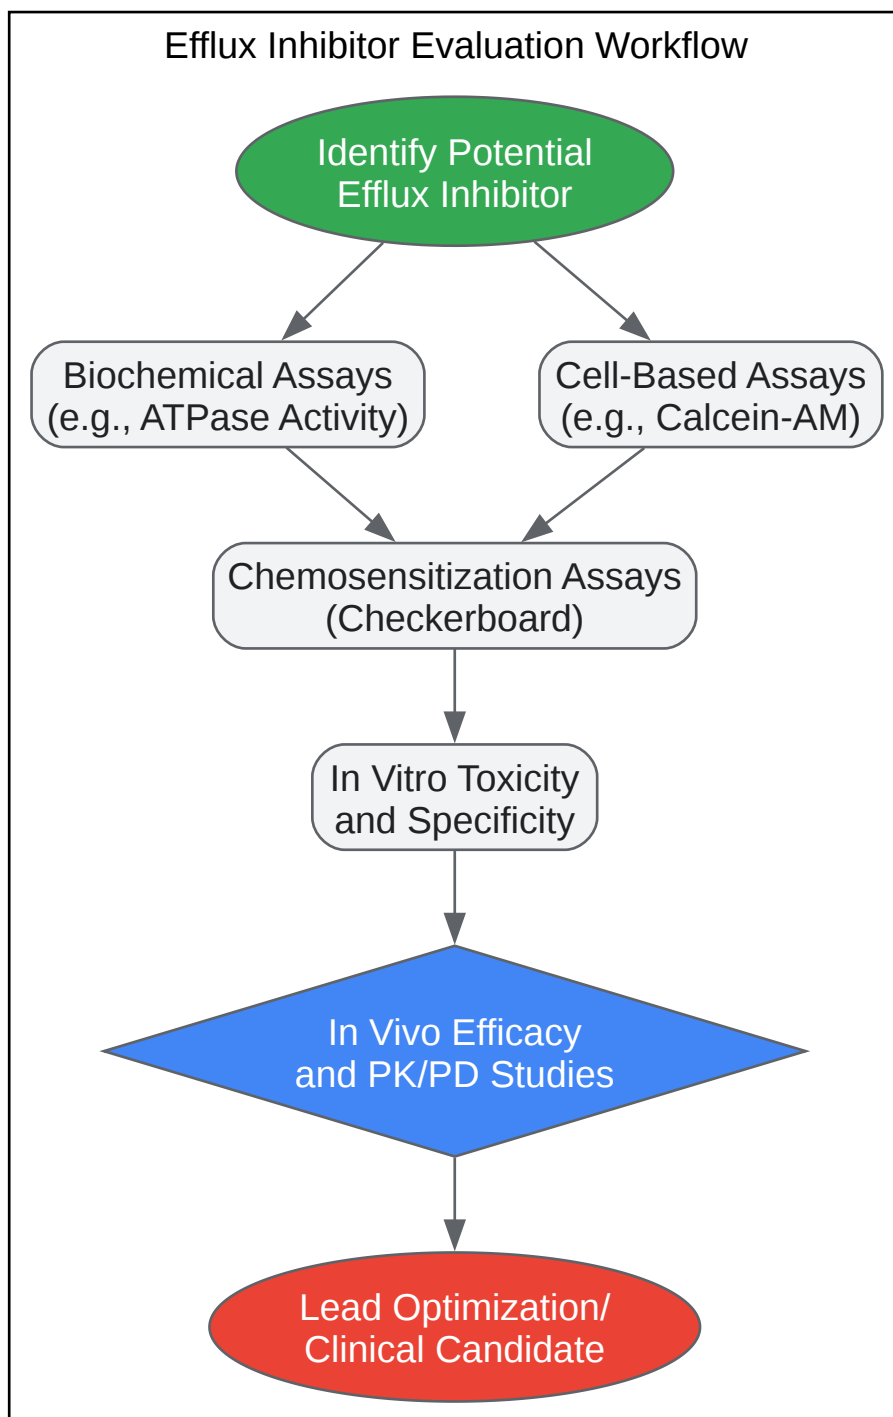 Efflux Inhibitor Evaluation Workflow
Identify Potential
Efflux Inhibitor
Biochemical Assays
(e.g., ATPase Activity)
Cell-Based Assays
(e.g., Calcein-AM)
Chemosensitization Assays
(Checkerboard)
In Vitro Toxicity
and Specificity
In Vivo Efficacy
and PK/PD Studies
Lead Optimization/
Clinical Candidate